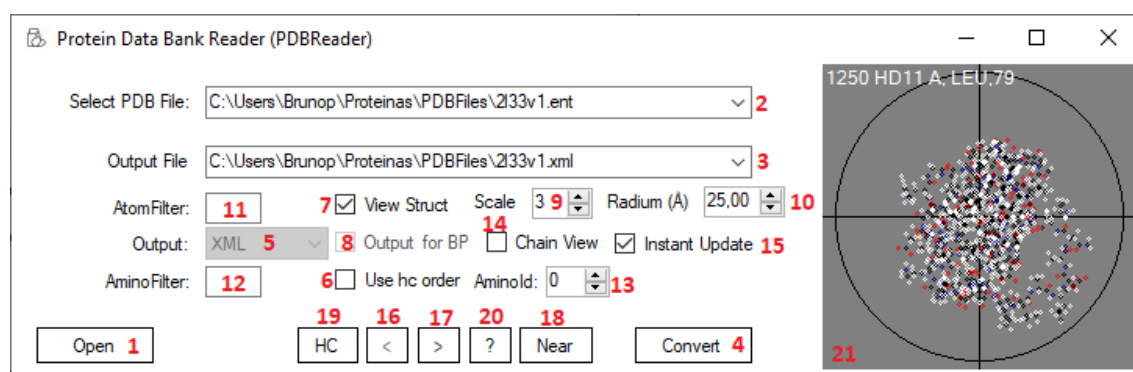 Protein Data Bank Reader (PDBReader)
1250 HD11 A, LEU,79
Select PDB File: C:\Users\Brunop\Proteinas\PDBFiles\2l33v1.ent 2
Output File C:\Users\Brunop\Proteinas\PDBFiles\2l33v1.xml 3
AtomFilter: 11 7 View Struct Scale 3 9 Radium (Å) 25,00 10
Output: XML 5 8 Output for BP 14 Chain View Instant Update 15
AminoFilter: 12 6 Use hc order AminoId: 0 13
19 16 17 20 18
Open 1 HC < > ? Near Convert 4
21